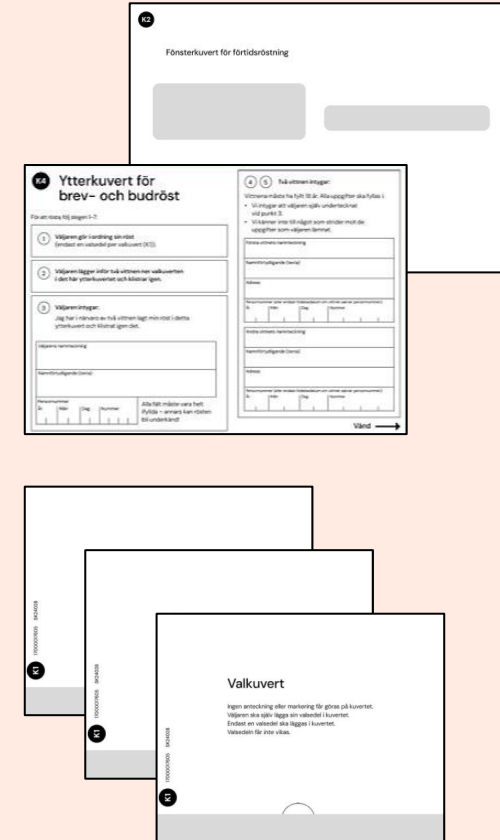 K2
Fönsterkuvert för förtidsröstning
K4
Ytterkuvert för
brev- och budröst
För att rösta följ stegen 1–7:
1
Väljaren gör i ordning sin röst
(endast en valsedel per valkuvert (K1)).
2
Väljaren lägger inför två vittnen ner valkuverten
i det här ytterkuvertet och klistrar igen.
3
Väljaren intygar:
Jag har i närvaro av två vittnen lagt min röst i detta
ytterkuvert och klistrat igen det.
Väljarens namnteckning
Namnförtydligande (texta)
Personnummer
År
Mån
Dag
Nummer
Alla fält måste vara helt
ifyllda – annars kan rösten
bli underkänd!
4
5
Två vittnen intygar:
Vittnena måste ha fyllt 18 år. Alla uppgifter ska fyllas i.
• Vi intygar att väljaren själv undertecknat
vid punkt 3.
• Vi känner inte till något som strider mot de
uppgifter som väljaren lämnat.
Första vittnets namnteckning
Namnförtydligande (texta)
Adress
År
Mån
Dag
Nummer
Andra vittnets namnteckning
Namnförtydligande (texta)
Adress
År
Mån
Dag
Nummer
Vänd
K1
K1
K1
Valkuvert
Ingen anteckning eller markering får göras på kuvertet.
Väljaren ska själv lägga sin valsedel i kuvertet.
Endast en valsedel ska läggas i kuvertet.
Valsedeln får inte vikas.